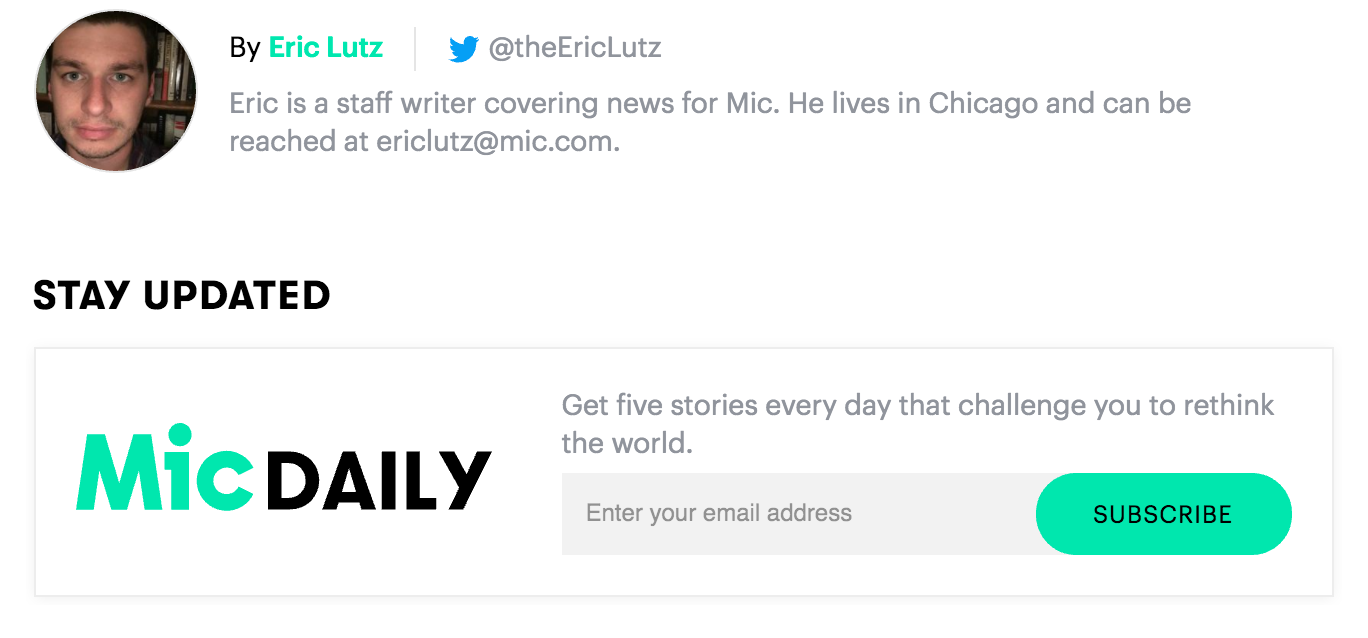 By Eric Lutz @theEricLutz
Eric is a staff writer covering news for Mic. He lives in Chicago and can be
reached at ericlutz@mic.com.
STAY UPDATED
Mic DAILY
Get five stories every day that challenge you to rethink
the world.
Enter your email address SUBSCRIBE